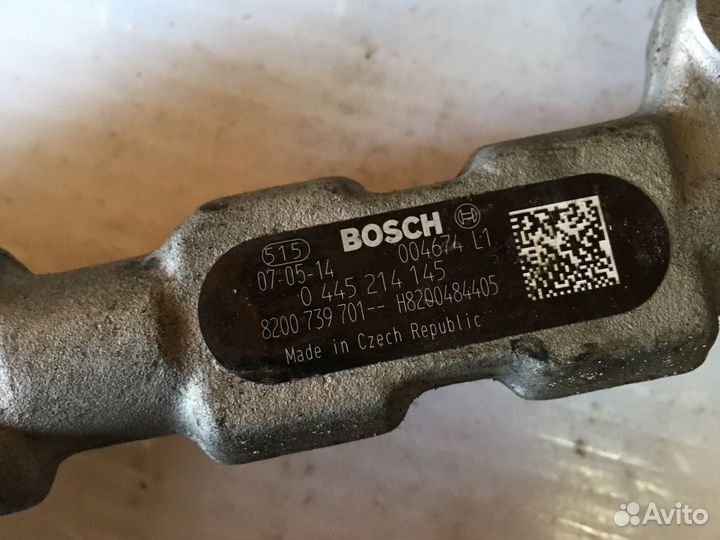 515 BOSCH
07-05-14 004674 L1
0 445 214 145
8200 739 701-- H8200484405
Made in Czech Republic
Avito